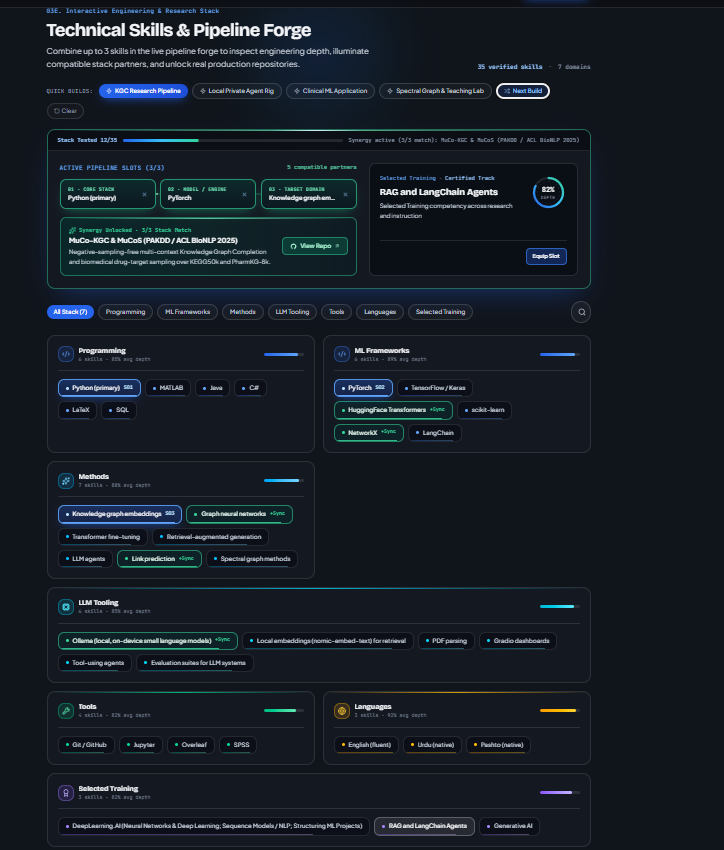 03E. Interactive Engineering & Research Stack
Technical Skills & Pipeline Forge
Combine up to 3 skills in the live pipeline forge to inspect engineering depth, illuminate
compatible stack partners, and unlock real production repositories.
35 verified skills · 7 domains
QUICK BUILDS:
KGC Research Pipeline
Local Private Agent Rig
Clinical ML Application
Spectral Graph & Teaching Lab
Next Build
Clear
Stack Tested 12/35
Synergy active (3/3 match): MuCo-KGC & MuCoS (PAKDD / ACL BioNLP 2025)
ACTIVE PIPELINE SLOTS (3/3)
5 compatible partners
01 · CORE STACK
Python (primary)
02 · MODEL / ENGINE
PyTorch
03 · TARGET DOMAIN
Knowledge graph em...
Synergy Unlocked · 3/3 Stack Match
MuCo-KGC & MuCoS (PAKDD / ACL BioNLP 2025)
Negative-sampling-free multi-context Knowledge Graph Completion
and biomedical drug-target sampling over KEGG50k and PharmKG-8k.
View Repo
Selected Training · Certified Track
RAG and LangChain Agents
Selected Training competency across research
and instruction
82%
DEPTH
Equip Slot
All Stack (7)
Programming
ML Frameworks
Methods
LLM Tooling
Tools
Languages
Selected Training
Programming
6 skills · 85% avg depth
Python (primary) S01
MATLAB
Java
C#
LaTeX
SQL
ML Frameworks
6 skills · 89% avg depth
PyTorch S02
TensorFlow / Keras
HuggingFace Transformers +Sync
scikit-learn
NetworkX +Sync
LangChain
Methods
7 skills · 88% avg depth
Knowledge graph embeddings S03
Graph neural networks +Sync
Transformer fine-tuning
Retrieval-augmented generation
LLM agents
Link prediction +Sync
Spectral graph methods
LLM Tooling
6 skills · 85% avg depth
Ollama (local, on-device small language models) +Sync
Local embeddings (nomic-embed-text) for retrieval
PDF parsing
Gradio dashboards
Tool-using agents
Evaluation suites for LLM systems
Tools
4 skills · 82% avg depth
Git / GitHub
Jupyter
Overleaf
SPSS
Languages
3 skills · 93% avg depth
English (fluent)
Urdu (native)
Pashto (native)
Selected Training
3 skills · 82% avg depth
DeepLearning.AI (Neural Networks & Deep Learning; Sequence Models / NLP; Structuring ML Projects)
RAG and LangChain Agents
Generative AI